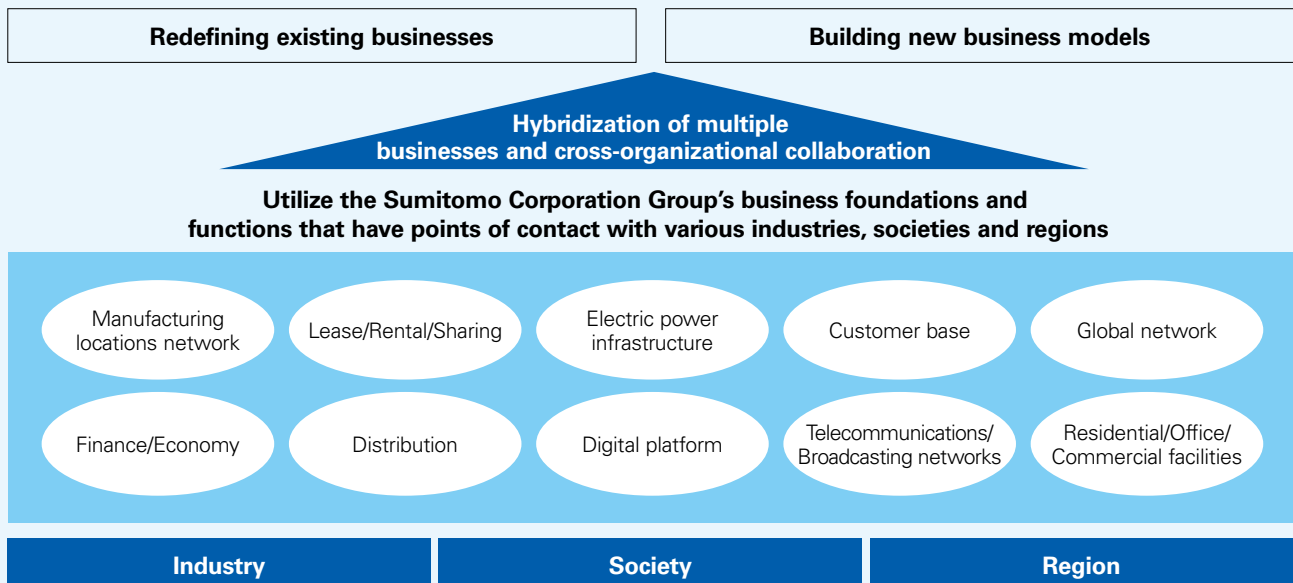 Redefining existing businesses
Building new business models
Hybridization of multiple
businesses and cross-organizational collaboration
Utilize the Sumitomo Corporation Group’s business foundations and
functions that have points of contact with various industries, societies and regions
Manufacturing
locations network
Lease/Rental/Sharing
Electric power
infrastructure
Customer base
Global network
Finance/Economy
Distribution
Digital platform
Telecommunications/
Broadcasting networks
Residential/Office/
Commercial facilities
Industry
Society
Region